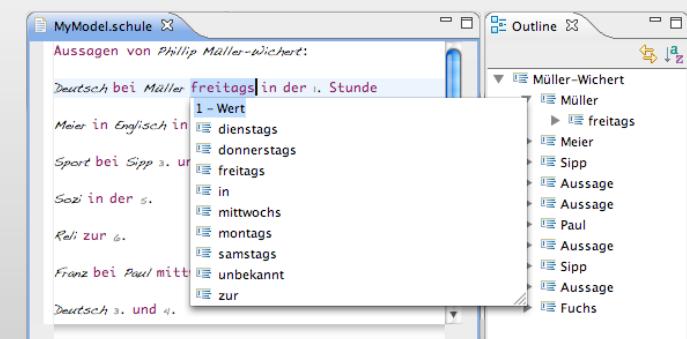 MyModel.schule
Aussagen von Phillip Müller-Wichert:
Deutsch bei Müller freitags in der 1. Stunde
Meier in Englisch in
Sport bei Sipp 3. un
Sozi in der 5.
Reli zur 6.
Franz bei Paul mitt
Deutsch 3. und 4.
1 – Wert
dienstags
donnerstags
freitags
in
mittwochs
montags
samstags
unbekannt
zur
Outline
a
z
Müller-Wichert
Müller
freitags
Meier
Sipp
Aussage
Aussage
Paul
Aussage
Sipp
Aussage
Fuchs